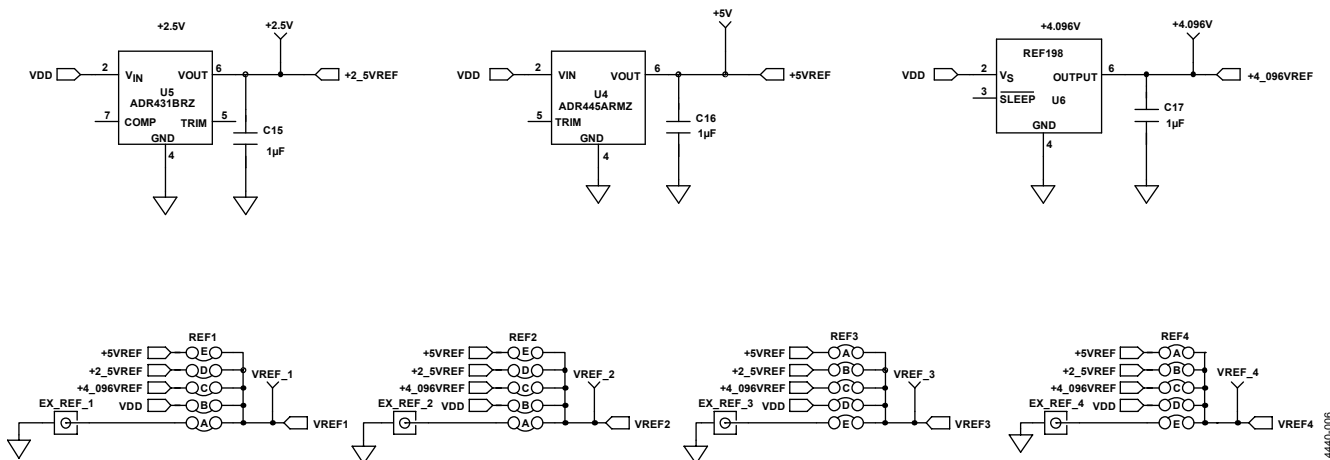 +2.5V
+2.5V
VDD
2
VIN
VOUT
6
+2_5VREF
U5
ADR431BRZ
7
COMP
TRIM
5
GND
4
C15
1µF
+5V
VDD
2
VIN
VOUT
6
+5VREF
U4
ADR445ARMZ
5
TRIM
GND
4
C16
1µF
+4.096V
+4.096V
REF198
VDD
2
VS
OUTPUT
6
+4_096VREF
3
SLEEP
U6
GND
4
C17
1µF
REF1
+5VREF
E
+2_5VREF
D
VREF_1
+4_096VREF
C
EX_REF_1
VDD
B
A
VREF1
REF2
+5VREF
E
+2_5VREF
D
VREF_2
+4_096VREF
C
EX_REF_2
VDD
B
A
VREF2
REF3
+5VREF
A
+2_5VREF
B
VREF_3
+4_096VREF
C
EX_REF_3
VDD
D
E
VREF3
REF4
+5VREF
A
+2_5VREF
B
VREF_4
+4_096VREF
C
EX_REF_4
VDD
D
E
VREF4
4440-006